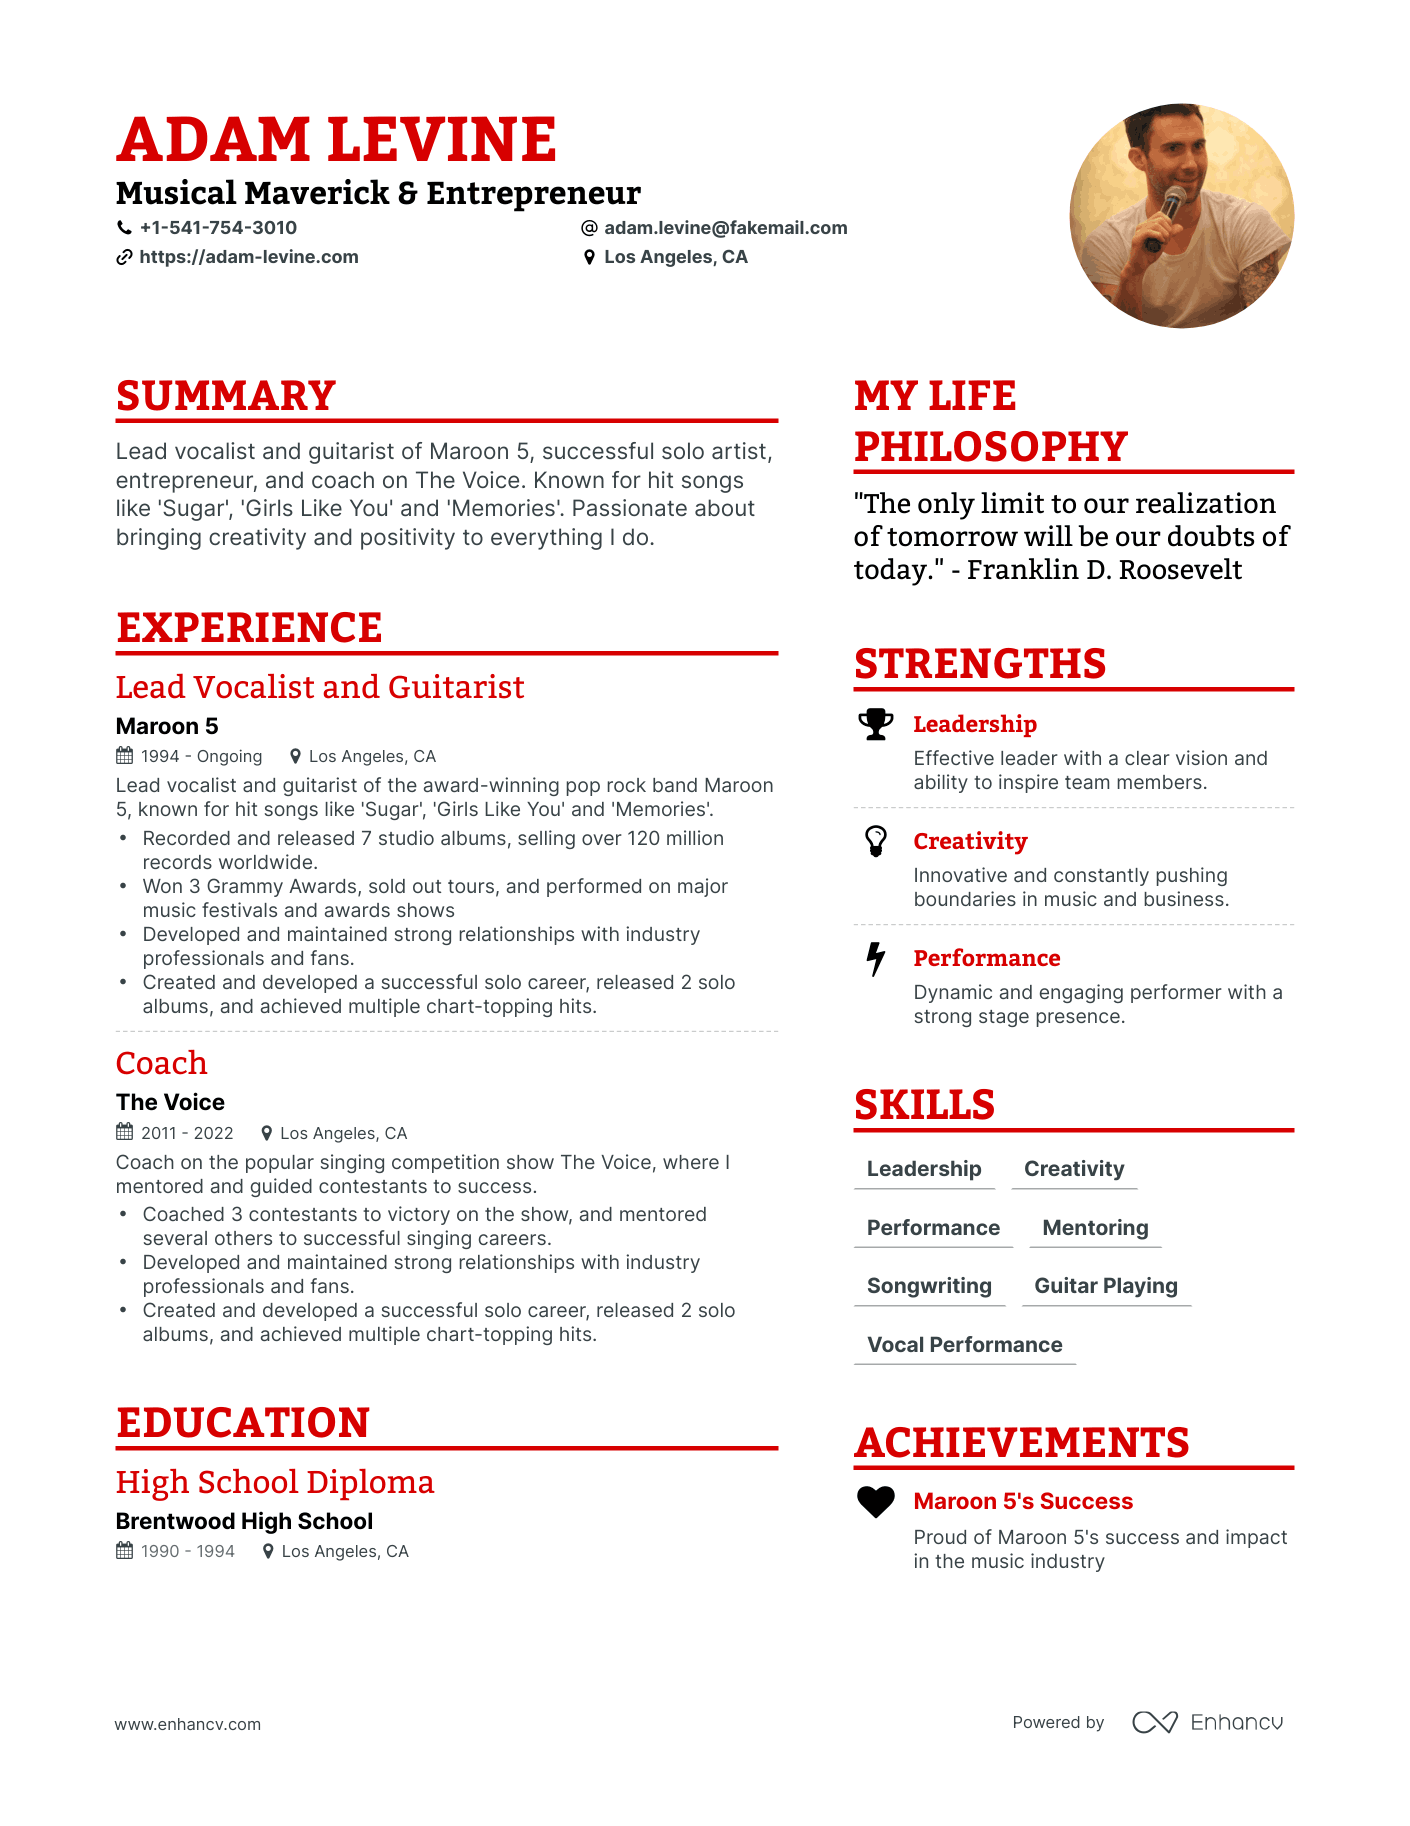 ADAM LEVINE
Musical Maverick & Entrepreneur
+1-541-754-3010
adam.levine@fakemail.com
https://adam-levine.com
Los Angeles, CA
SUMMARY
Lead vocalist and guitarist of Maroon 5, successful solo artist,
entrepreneur, and coach on The Voice. Known for hit songs
like 'Sugar', 'Girls Like You' and 'Memories'. Passionate about
bringing creativity and positivity to everything I do.
EXPERIENCE
Lead Vocalist and Guitarist
Maroon 5
1994 - Ongoing
Los Angeles, CA
Lead vocalist and guitarist of the award-winning pop rock band Maroon
5, known for hit songs like 'Sugar', 'Girls Like You' and 'Memories'.
• Recorded and released 7 studio albums, selling over 120 million
records worldwide.
• Won 3 Grammy Awards, sold out tours, and performed on major
music festivals and awards shows
• Developed and maintained strong relationships with industry
professionals and fans.
• Created and developed a successful solo career, released 2 solo
albums, and achieved multiple chart-topping hits.
Coach
The Voice
2011 - 2022
Los Angeles, CA
Coach on the popular singing competition show The Voice, where I
mentored and guided contestants to success.
• Coached 3 contestants to victory on the show, and mentored
several others to successful singing careers.
• Developed and maintained strong relationships with industry
professionals and fans.
• Created and developed a successful solo career, released 2 solo
albums, and achieved multiple chart-topping hits.
EDUCATION
High School Diploma
Brentwood High School
1990 - 1994
Los Angeles, CA
MY LIFE
PHILOSOPHY
"The only limit to our realization
of tomorrow will be our doubts of
today." - Franklin D. Roosevelt
STRENGTHS
Leadership
Effective leader with a clear vision and
ability to inspire team members.
Creativity
Innovative and constantly pushing
boundaries in music and business.
Performance
Dynamic and engaging performer with a
strong stage presence.
SKILLS
Leadership
Creativity
Performance
Mentoring
Songwriting
Guitar Playing
Vocal Performance
ACHIEVEMENTS
Maroon 5's Success
Proud of Maroon 5's success and impact
in the music industry
www.enhancv.com
Powered by
Enhancv